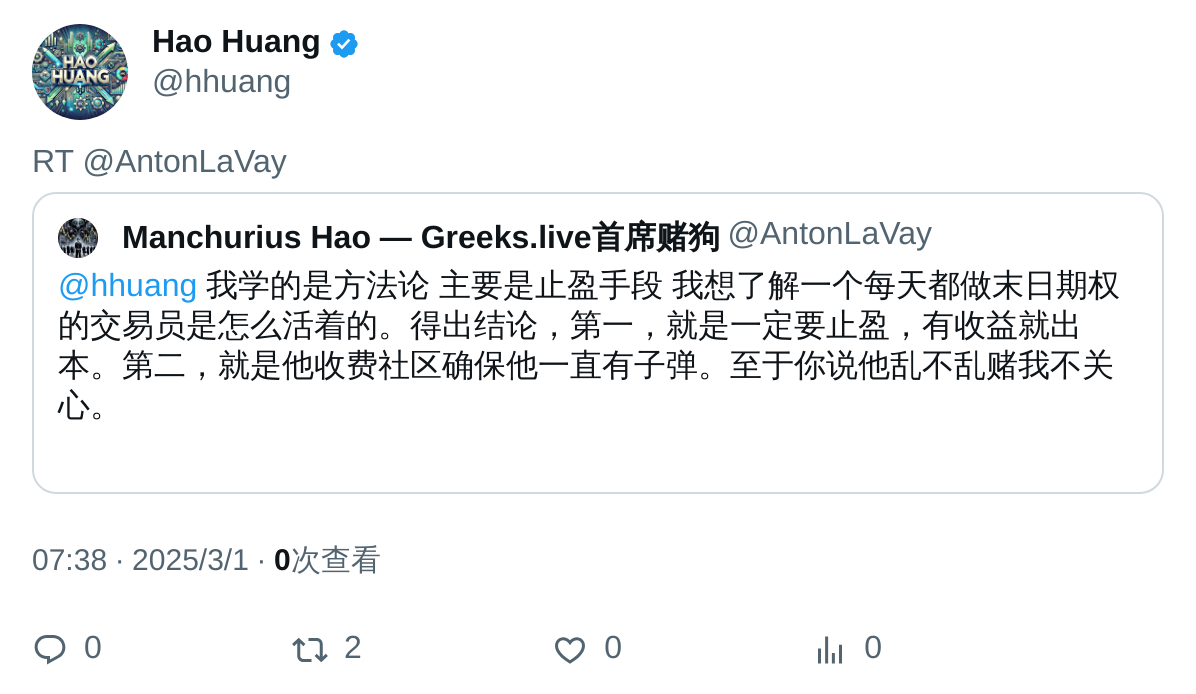 HAO
HUANG
Hao Huang
@hhuang
RT @AntonLaVay
Manchurius Hao — Greeks.live首席赌狗 @AntonLaVay
@hhuang 我学的是方法论 主要是止盈手段 我想了解一个每天都做末日期权
的交易员是怎么活着的。得出结论，第一，就是一定要止盈，有收益就出
本。第二，就是他收费社区确保他一直有子弹。至于你说他乱不乱赌我不关
心。
07:38 · 2025/3/1 · 0次查看
0 2 0 0